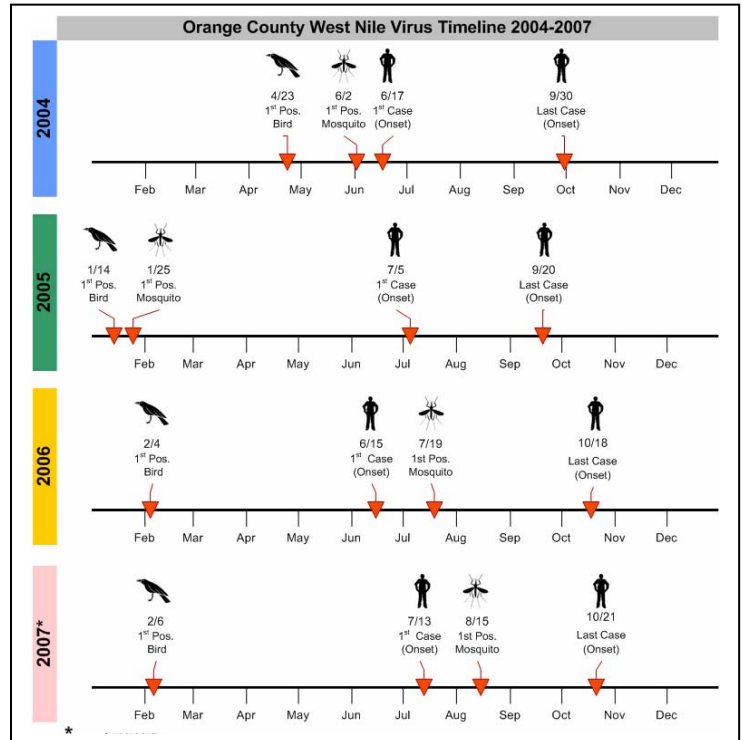 Orange County West Nile Virus Timeline 2004-2007
2004
4/23 6/2 6/17 9/30
1st Pos. 1st Pos. 1st Case Last Case
Bird Mosquito (Onset) (Onset)
Feb Mar Apr May Jun Jul Aug Sep Oct Nov Dec
2005
1/14 1/25 7/5 9/20
1st Pos. 1st Pos. 1st Case Last Case
Bird Mosquito (Onset) (Onset)
Feb Mar Apr May Jun Jul Aug Sep Oct Nov Dec
2006
2/4 6/15 7/19 10/18
1st Pos. 1st Case 1st Pos. Last Case
Bird (Onset) Mosquito (Onset)
Feb Mar Apr May Jun Jul Aug Sep Oct Nov Dec
2007*
2/6 7/13 8/15 10/21
1st Pos. 1st Case 1st Pos. Last Case
Bird (Onset) Mosquito (Onset)
Feb Mar Apr May Jun Jul Aug Sep Oct Nov Dec
*